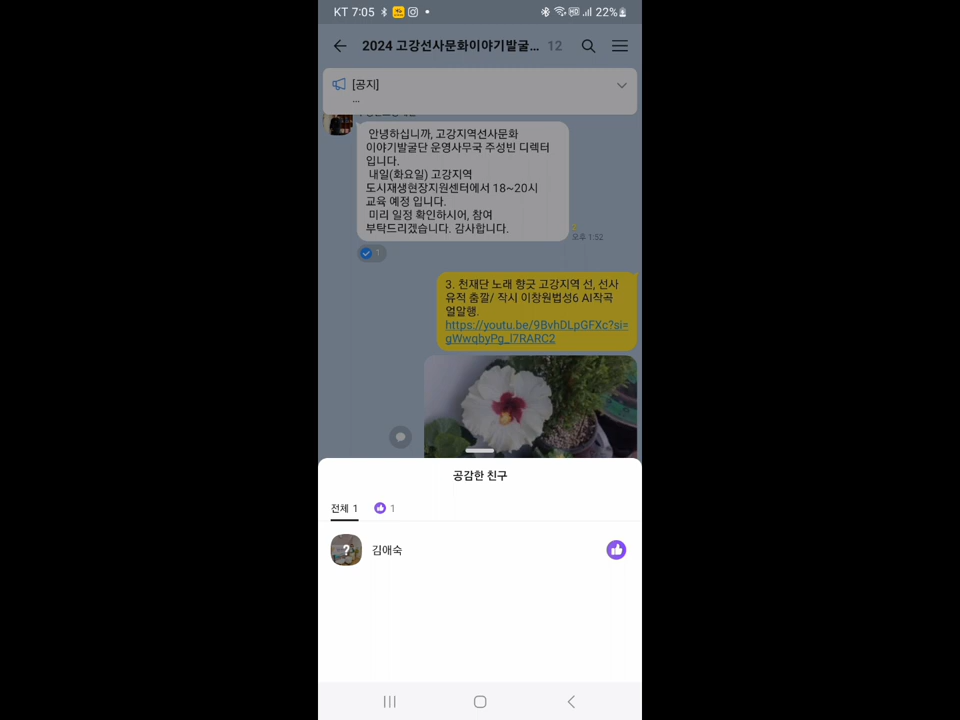 KT 7:05
22%
2024 고강선사문화이야기발굴... 12
[공지]
...
안녕하십니까, 고강지역선사문화
이야기발굴단 운영사무국 주성빈 디렉터
입니다.
내일(화요일) 고강지역
도시재생현장지원센터에서 18~20시
교육 예정 입니다.
미리 일정 확인하시어, 참여
부탁드리겠습니다. 감사합니다.
오후 1:52
1
3. 천재단 노래 향긋 고강지역 선, 선사
유적 춤깔/ 작시 이창원법성6 AI작곡
얼알행.
https://youtu.be/9BvhDLpGFXc?si=
gWwqbyPg_l7RARC2
공감한 친구
전체 1
1
?
김애숙